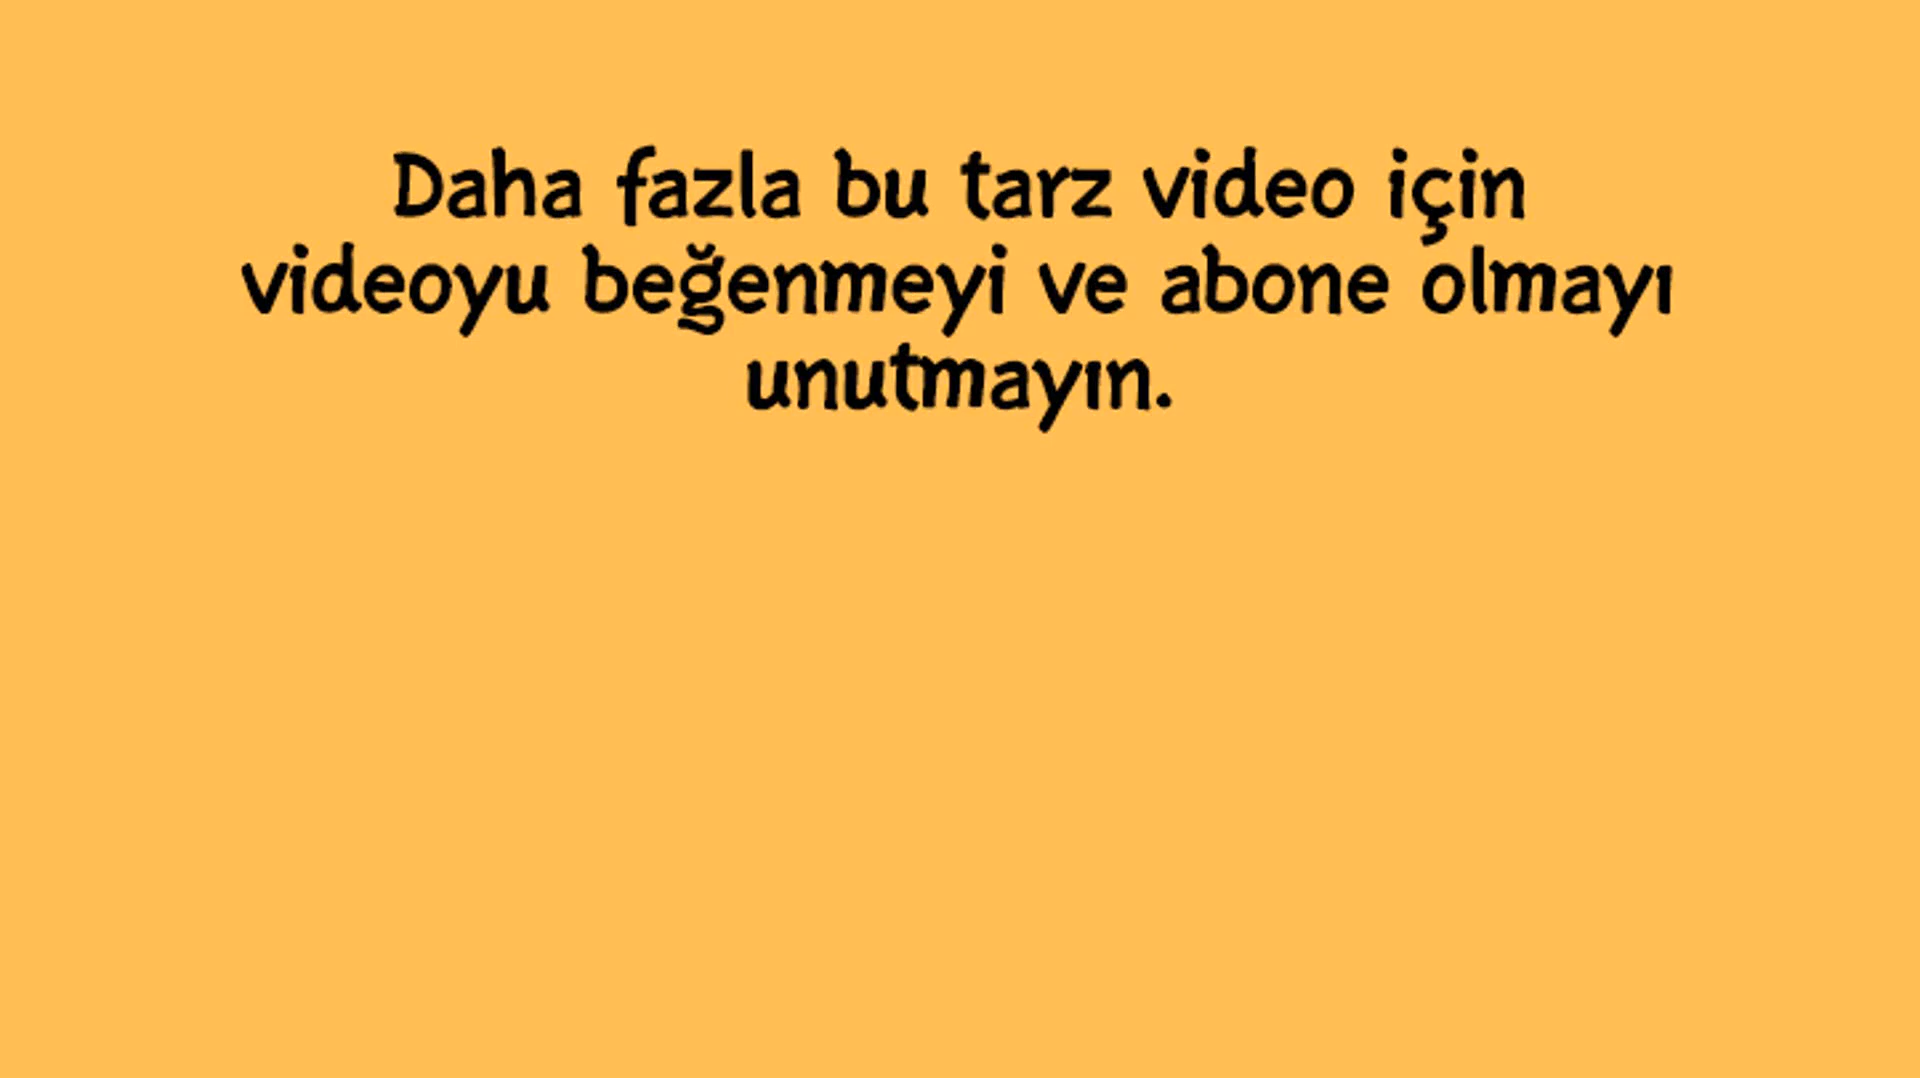 Daha fazla bu tarz video için
videoyu beğenmeyi ve abone olmayı
unutmayın.